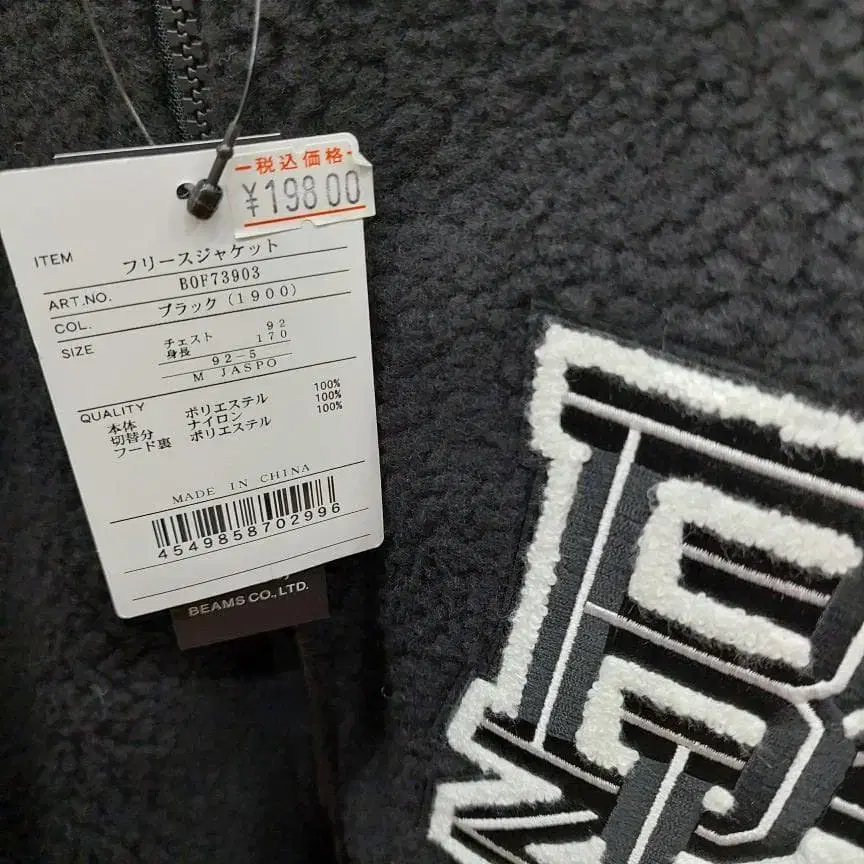 税込価格
¥19800
ITEM フリースジャケット
ART.NO. BOF73903
COL. ブラック(1900)
SIZE チェスト 92
身長 170
92-5
M JASPO
QUALITY
本体 ポリエステル 100%
切替分 ナイロン 100%
フード裏 ポリエステル 100%
MADE IN CHINA
4549858702996
BEAMS CO., LTD.